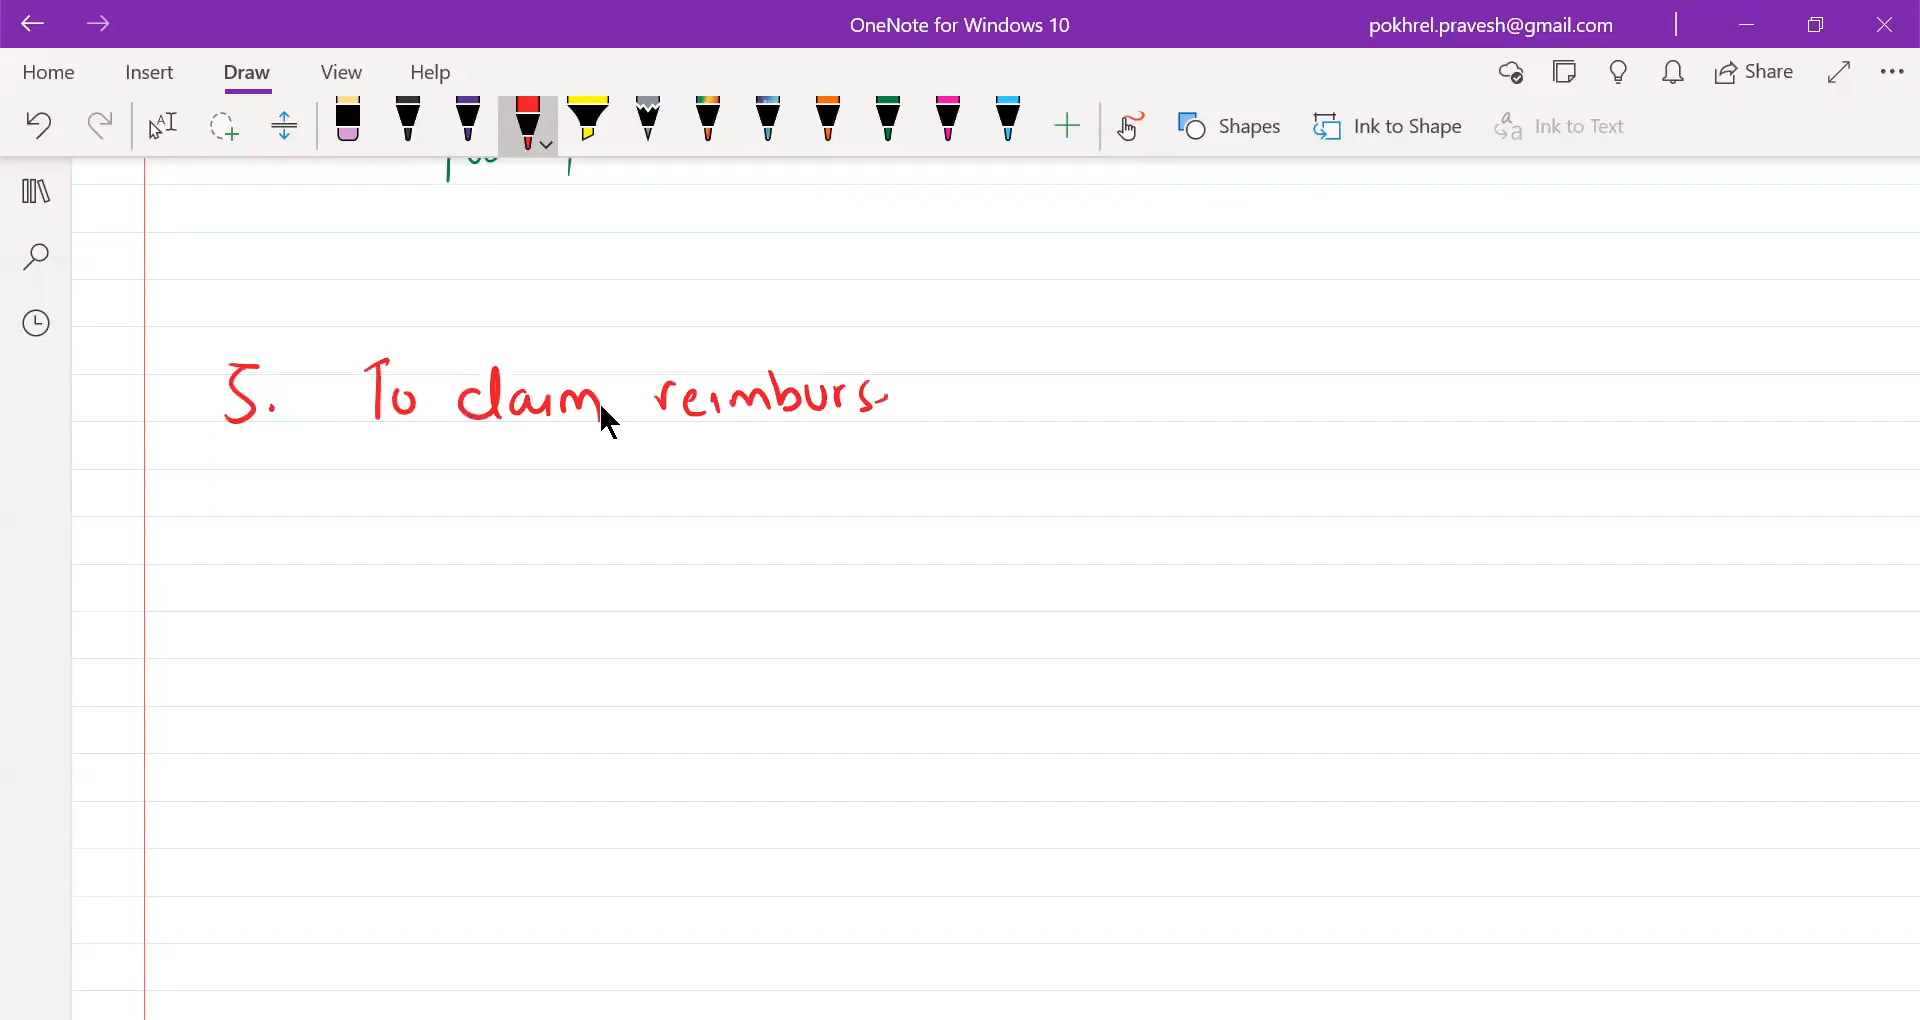 OneNote for Windows 10
pokhrel.pravesh@gmail.com
Home Insert Draw View Help
Share
Shapes Ink to Shape Ink to Text
5. To claim reimburs.